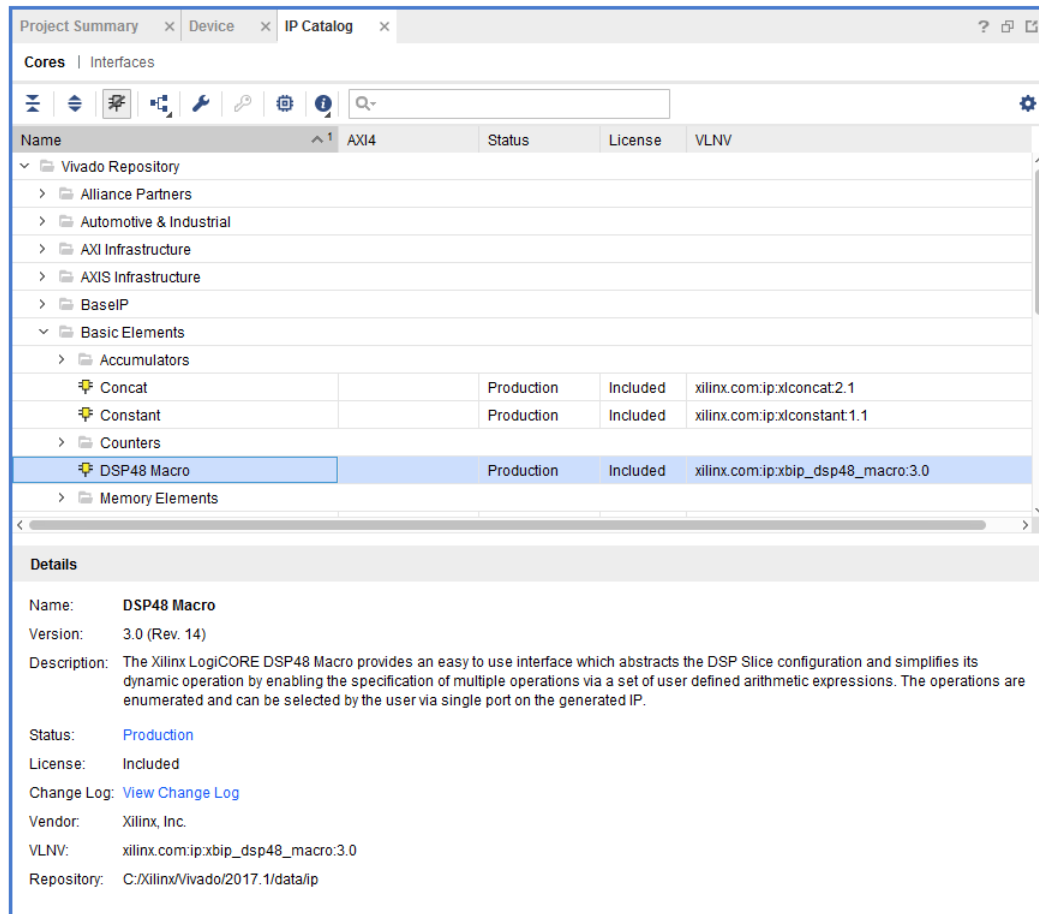 Project Summary × Device × IP Catalog × ?
Cores | Interfaces
Q
Name 1 AXI4 Status License VLNV
Vivado Repository
Alliance Partners
Automotive & Industrial
AXI Infrastructure
AXIS Infrastructure
BaseIP
Basic Elements
Accumulators
Concat Production Included xilinx.com:ip:xlconcat:2.1
Constant Production Included xilinx.com:ip:xlconstant:1.1
Counters
DSP48 Macro Production Included xilinx.com:ip:xbip_dsp48_macro:3.0
Memory Elements
Details
Name: DSP48 Macro
Version: 3.0 (Rev. 14)
Description: The Xilinx LogiCORE DSP48 Macro provides an easy to use interface which abstracts the DSP Slice configuration and simplifies its
dynamic operation by enabling the specification of multiple operations via a set of user defined arithmetic expressions. The operations are
enumerated and can be selected by the user via single port on the generated IP.
Status: Production
License: Included
Change Log: View Change Log
Vendor: Xilinx, Inc.
VLNV: xilinx.com:ip:xbip_dsp48_macro:3.0
Repository: C:/Xilinx/Vivado/2017.1/data/ip